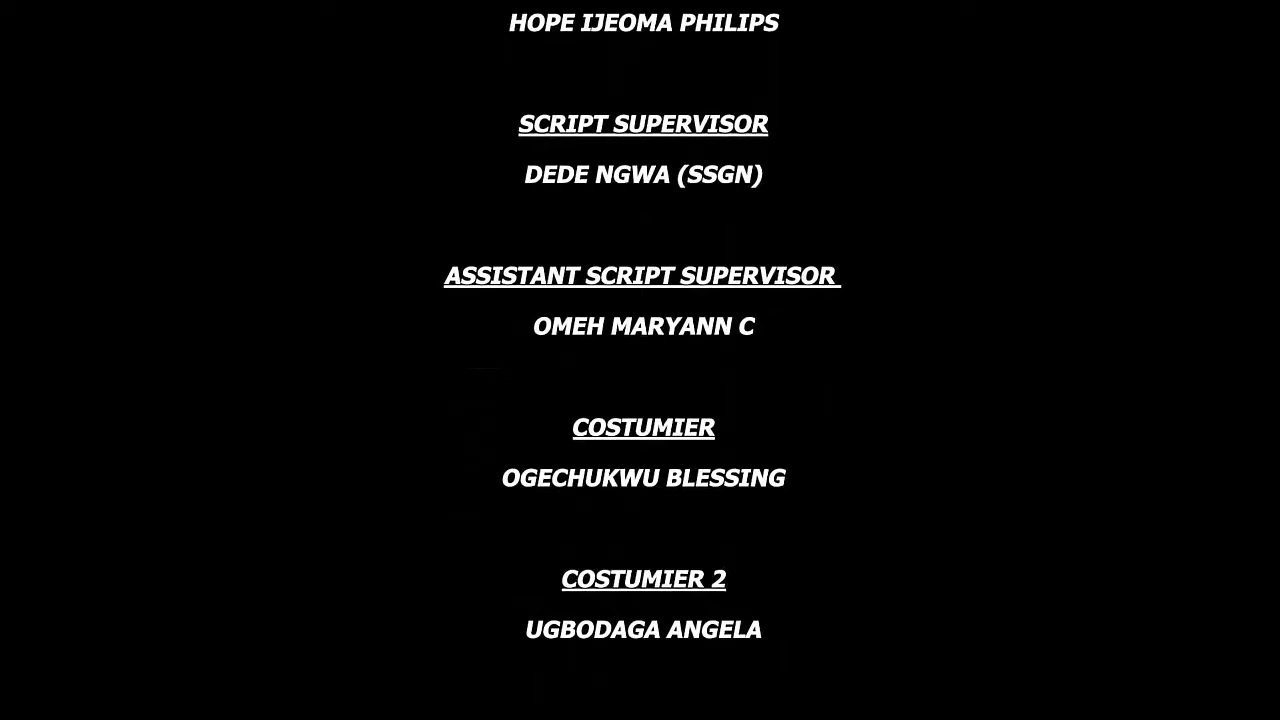 HOPE IJEOMA PHILIPS
SCRIPT SUPERVISOR
DEDE NGWA (SSGN)
ASSISTANT SCRIPT SUPERVISOR
OMEH MARYANN C
COSTUMIER
OGECHUKWU BLESSING
COSTUMIER 2
UGBODAGA ANGELA